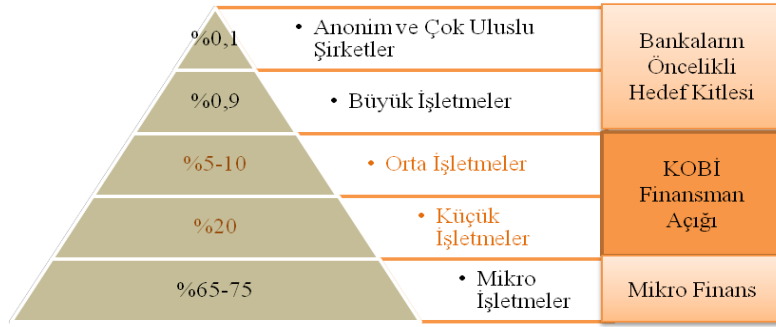 %0,1
• Anonim ve Çok Uluslu
Şirketler
Bankaların
Öncelikli
Hedef Kitlesi
%0,9
• Büyük İşletmeler
%5-10
• Orta İşletmeler
KOBİ
Finansman
Açığı
%20
• Küçük
İşletmeler
%65-75
• Mikro
İşletmeler
Mikro Finans